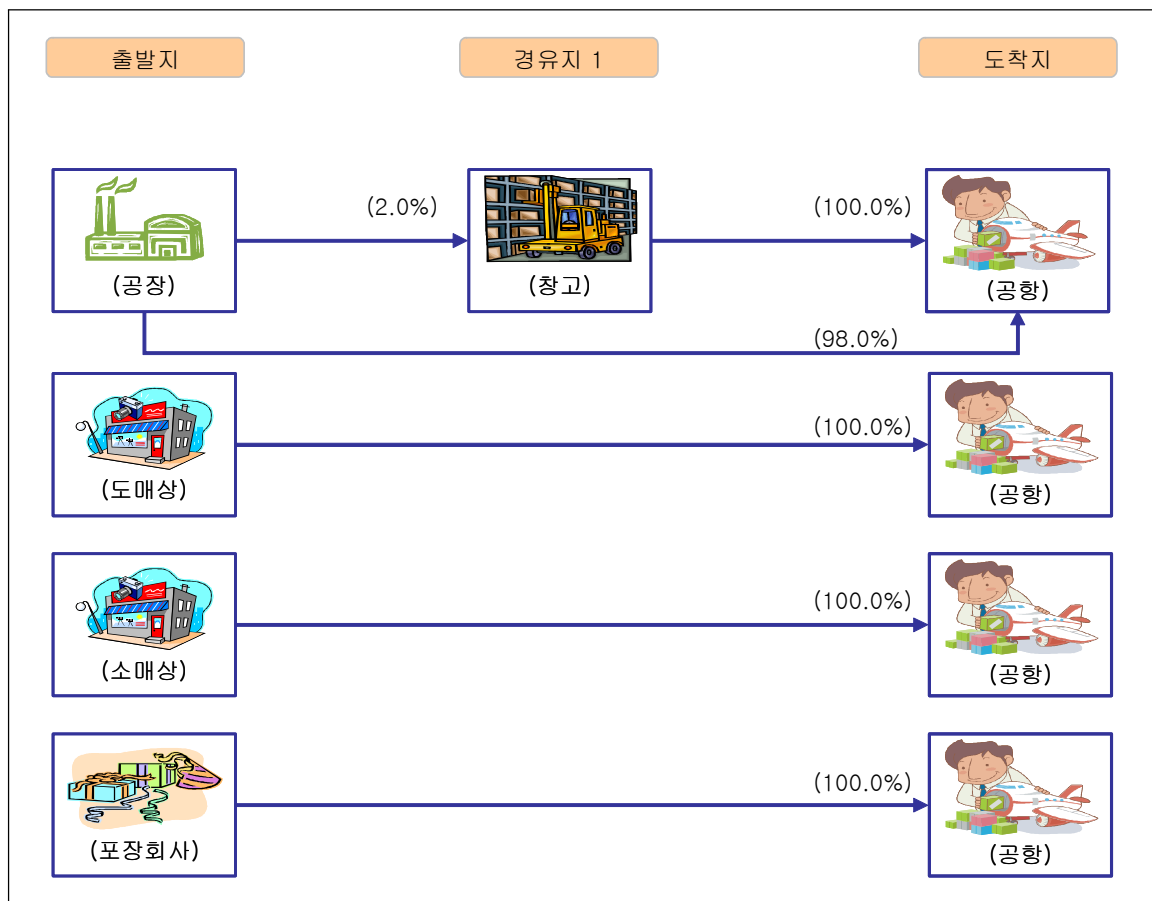 출발지
경유지 1
도착지
(2.0%)
(100.0%)
(공장)
(창고)
(공항)
(98.0%)
(100.0%)
(도매상)
(공항)
(100.0%)
(소매상)
(공항)
(100.0%)
(포장회사)
(공항)